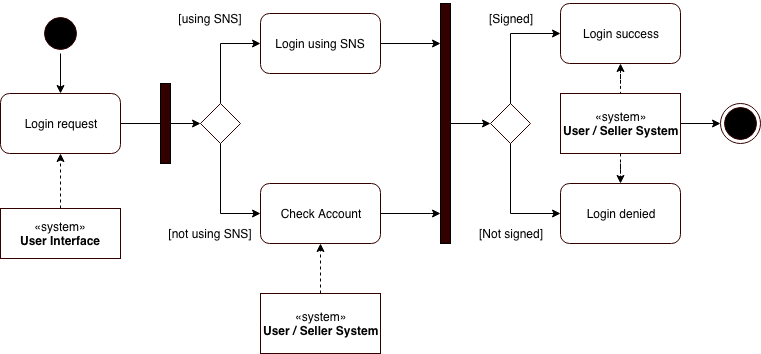 [using SNS]
[Signed]
Login using SNS
Login success
Login request
«system»
User / Seller System
«system»
User Interface
Check Account
Login denied
[not using SNS]
[Not signed]
«system»
User / Seller System